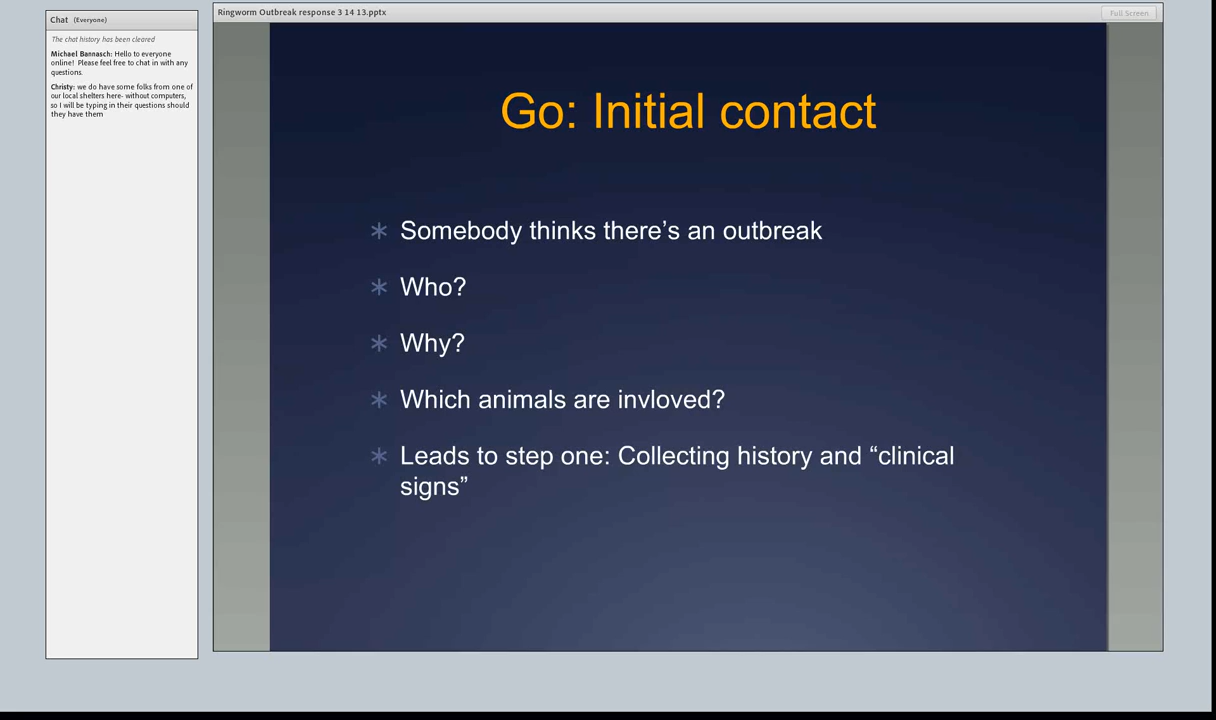 Chat (Everyone)
The chat history has been cleared
Michael Bannasch: Hello to everyone
online! Please feel free to chat in with any
questions.
Christy: we do have some folks from one of
our local shelters here- without computers,
so I will be typing in their questions should
they have them
Ringworm Outbreak response 3 14 13.pptx
Full Screen
Go: Initial contact
Somebody thinks there’s an outbreak
Who?
Why?
Which animals are invloved?
Leads to step one: Collecting history and “clinical
signs”